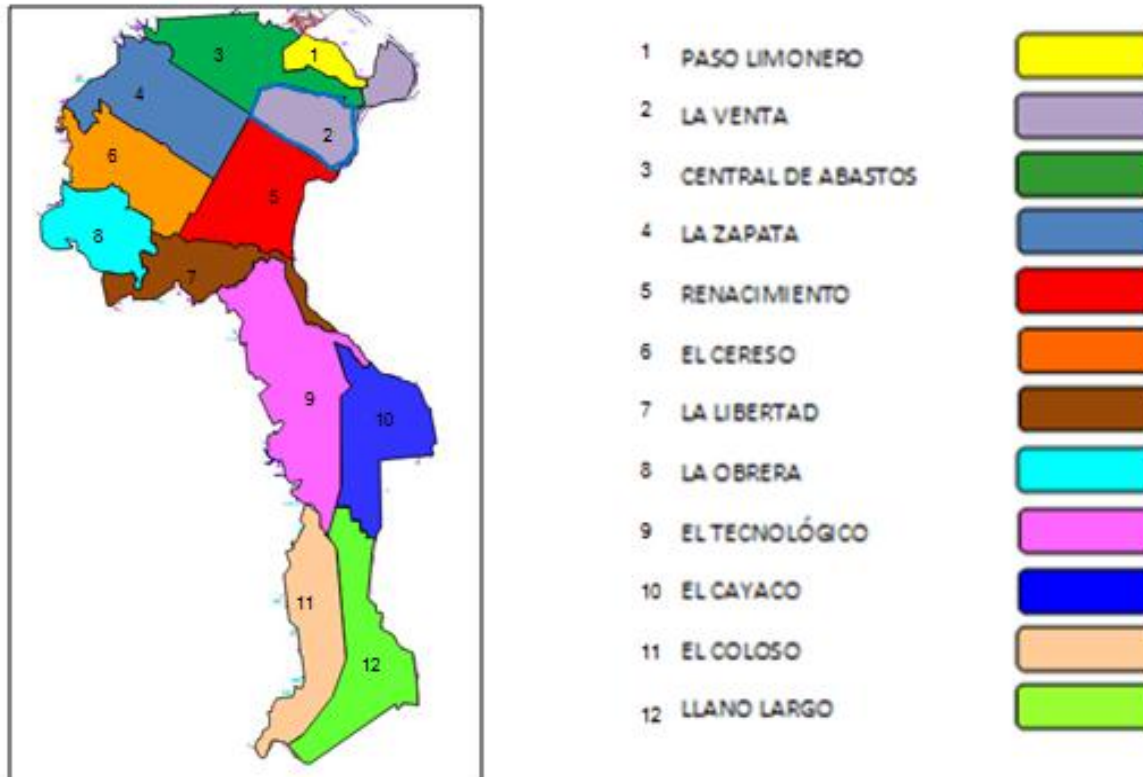 3
1
4
2
6
5
8
7
9
10
11
12
1 PASO LIMONERO
2 LA VENTA
3 CENTRAL DE ABASTOS
4 LA ZAPATA
5 RENACIMIENTO
6 EL CERESO
7 LA LIBERTAD
8 LA OBRERA
9 EL TECNOLÓGICO
10 EL CAYACO
11 EL COLOSO
12 LLANO LARGO